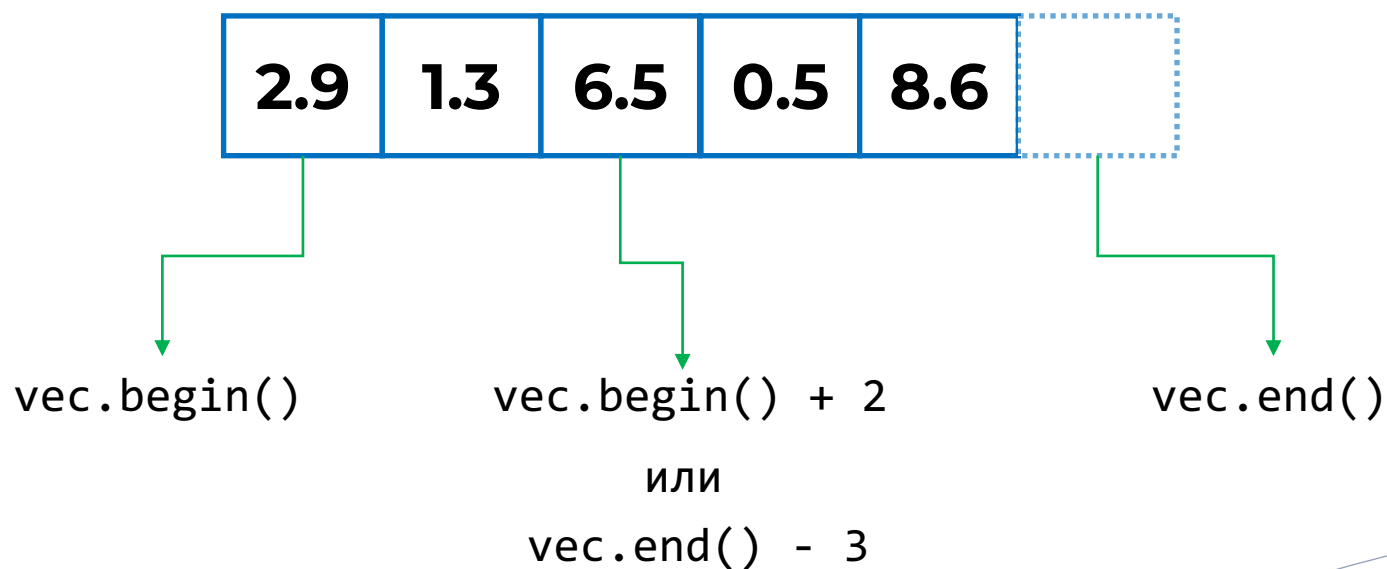 2.9 1.3 6.5 0.5 8.6
vec.begin() vec.begin() + 2 vec.end()
или
vec.end() - 3